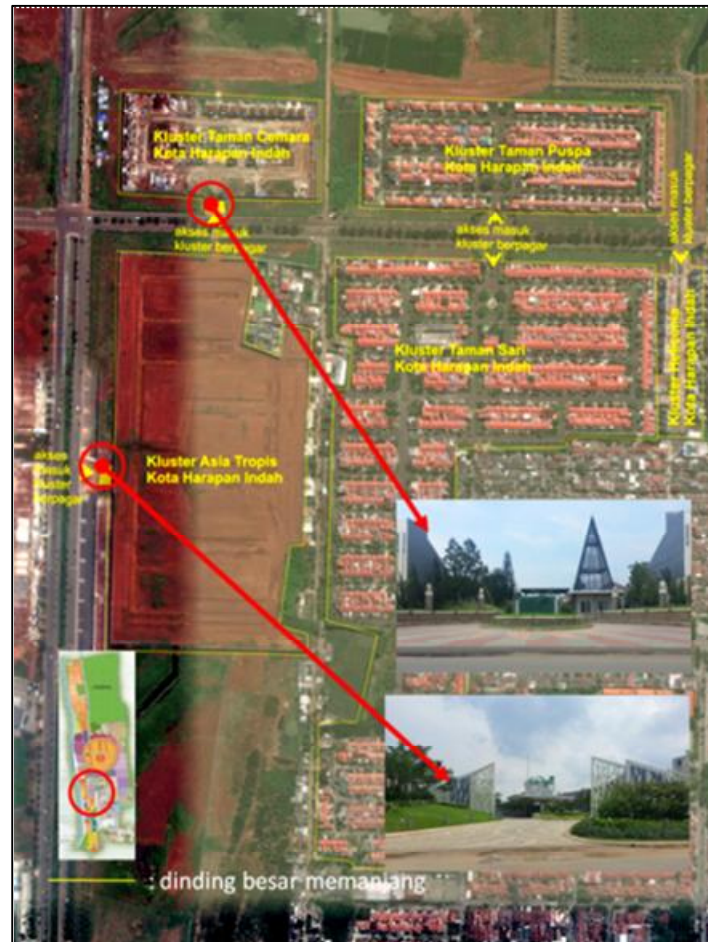 Kluster Taman Cemara
Kota Harapan Indah
Kluster Taman Puspa
Kota Harapan Indah
akses masuk
kluster berpagar
akses masuk
kluster berpagar
akses masuk
kluster berpagar
Kluster Taman Sari
Kota Harapan Indah
Kota Harapan Indah
akses
masuk
kluster
berpagar
Kluster Asia Tropis
Kota Harapan Indah
: dinding besar memanjang